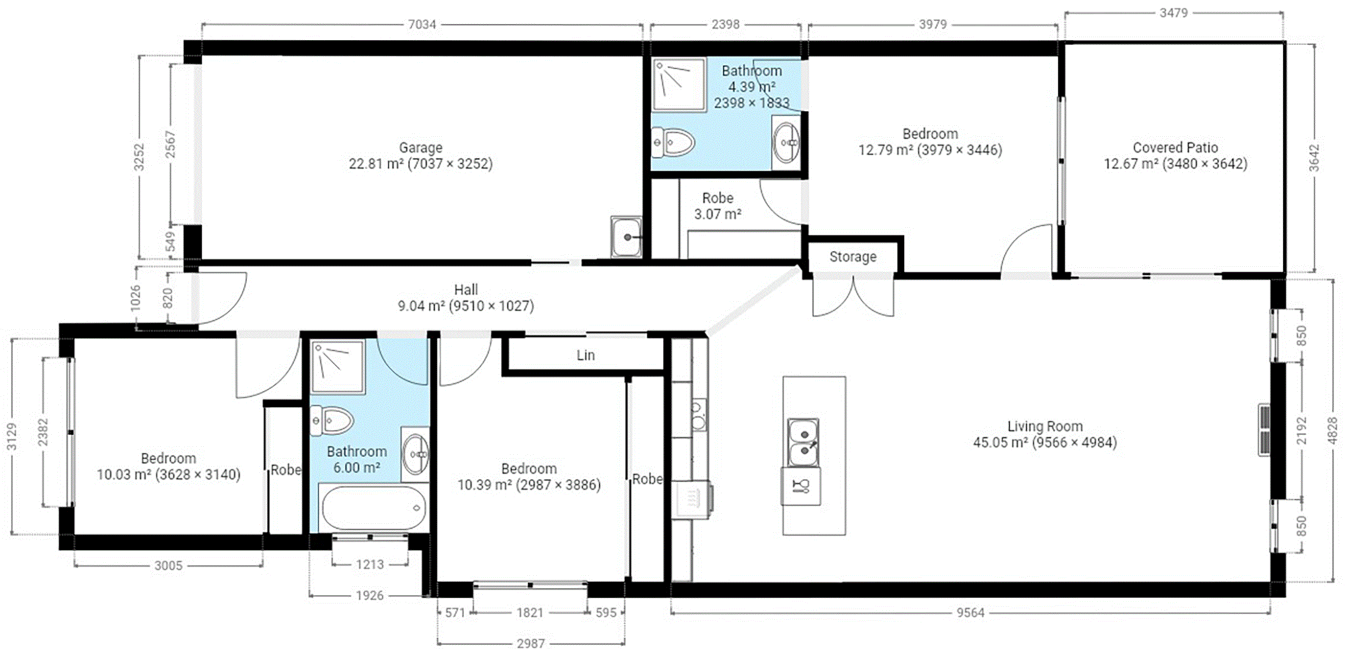 3479
7034
2398
3979
Bathroom
4.39 m²
2398 × 1833
3252
2567
549
Garage
22.81 m² (7037 × 3252)
Bedroom
12.79 m² (3979 × 3446)
Covered Patio
12.67 m² (3480 × 3642)
3642
Robe
3.07 m²
Storage
1026
820
Hall
9.04 m² (9510 × 1027)
Lin
850
2192
850
4828
3129
2382
Bedroom
10.03 m² (3628 × 3140)
Robe
Bathroom
6.00 m²
Bedroom
10.39 m² (2987 × 3886)
Robe
Living Room
45.05 m² (9566 × 4984)
3005
1213
1926
571
1821
595
2987
9564